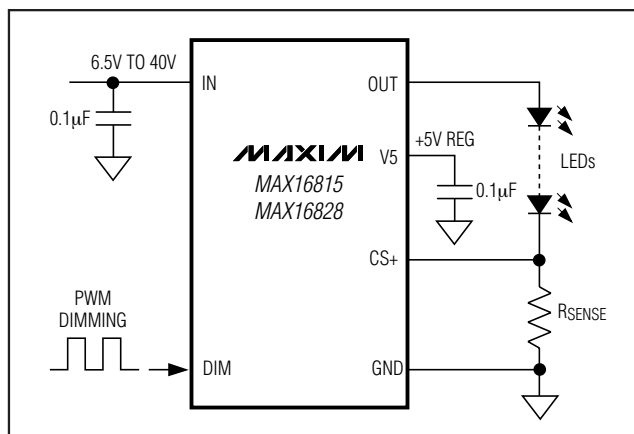 6.5V TO 40V
IN
0.1μF
OUT
+5V REG
V5
0.1μF
LEDs
MAXIM
MAX16815
MAX16828
CS+
RSENSE
PWM
DIMMING
DIM
GND